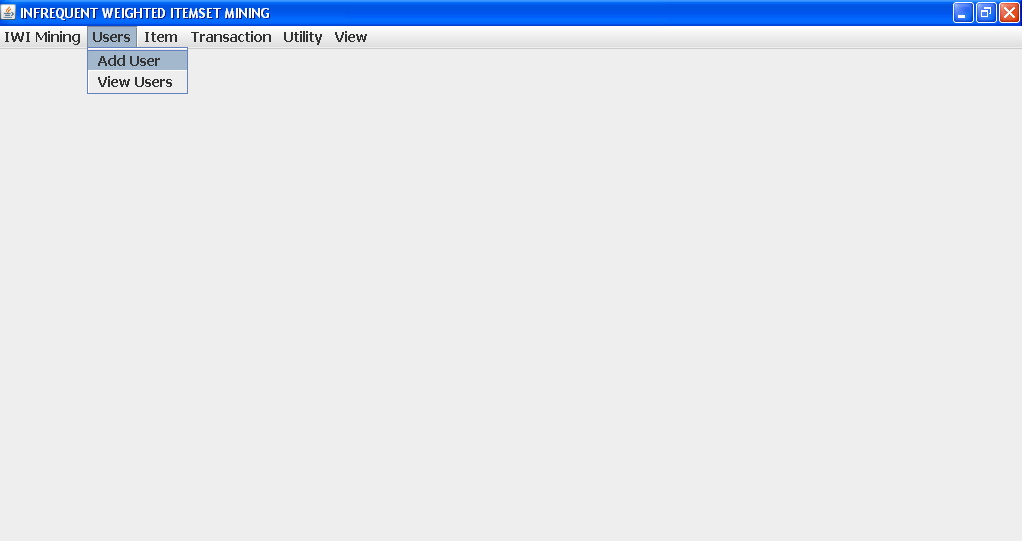 INFREQUENT WEIGHTED ITEMSET MINING
IWI Mining Users Item Transaction Utility View
Add User
View Users